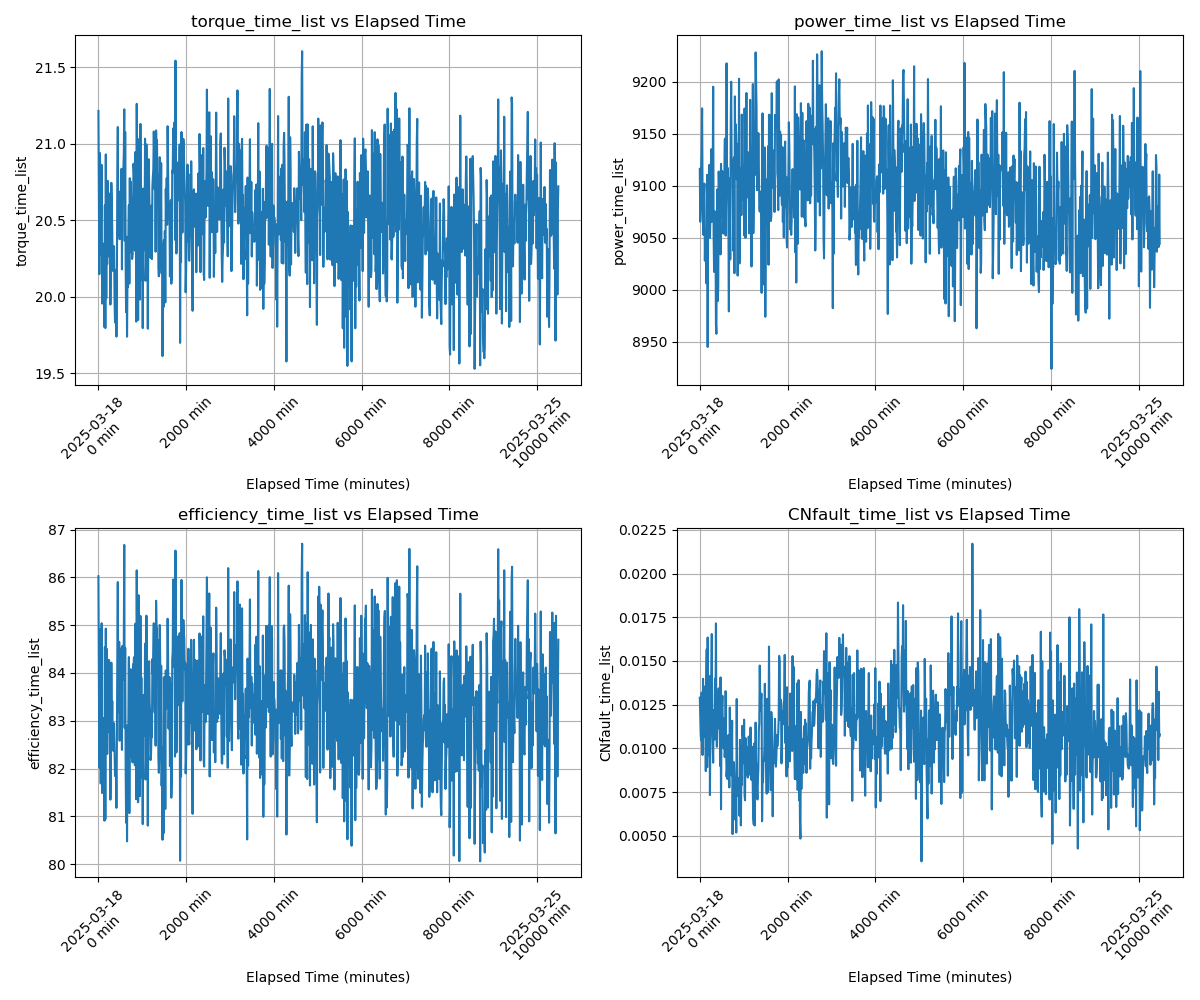 torque_time_list vs Elapsed Time
torque_time_list
21.5
21.0
20.5
20.0
19.5
2025-03-18
0 min
2000 min
4000 min
6000 min
8000 min
2025-03-25
10000 min
Elapsed Time (minutes)
power_time_list vs Elapsed Time
power_time_list
9200
9150
9100
9050
9000
8950
2025-03-18
0 min
2000 min
4000 min
6000 min
8000 min
2025-03-25
10000 min
Elapsed Time (minutes)
efficiency_time_list vs Elapsed Time
efficiency_time_list
87
86
85
84
83
82
81
80
2025-03-18
0 min
2000 min
4000 min
6000 min
8000 min
2025-03-25
10000 min
Elapsed Time (minutes)
CNfault_time_list vs Elapsed Time
CNfault_time_list
0.0225
0.0200
0.0175
0.0150
0.0125
0.0100
0.0075
0.0050
2025-03-18
0 min
2000 min
4000 min
6000 min
8000 min
2025-03-25
10000 min
Elapsed Time (minutes)